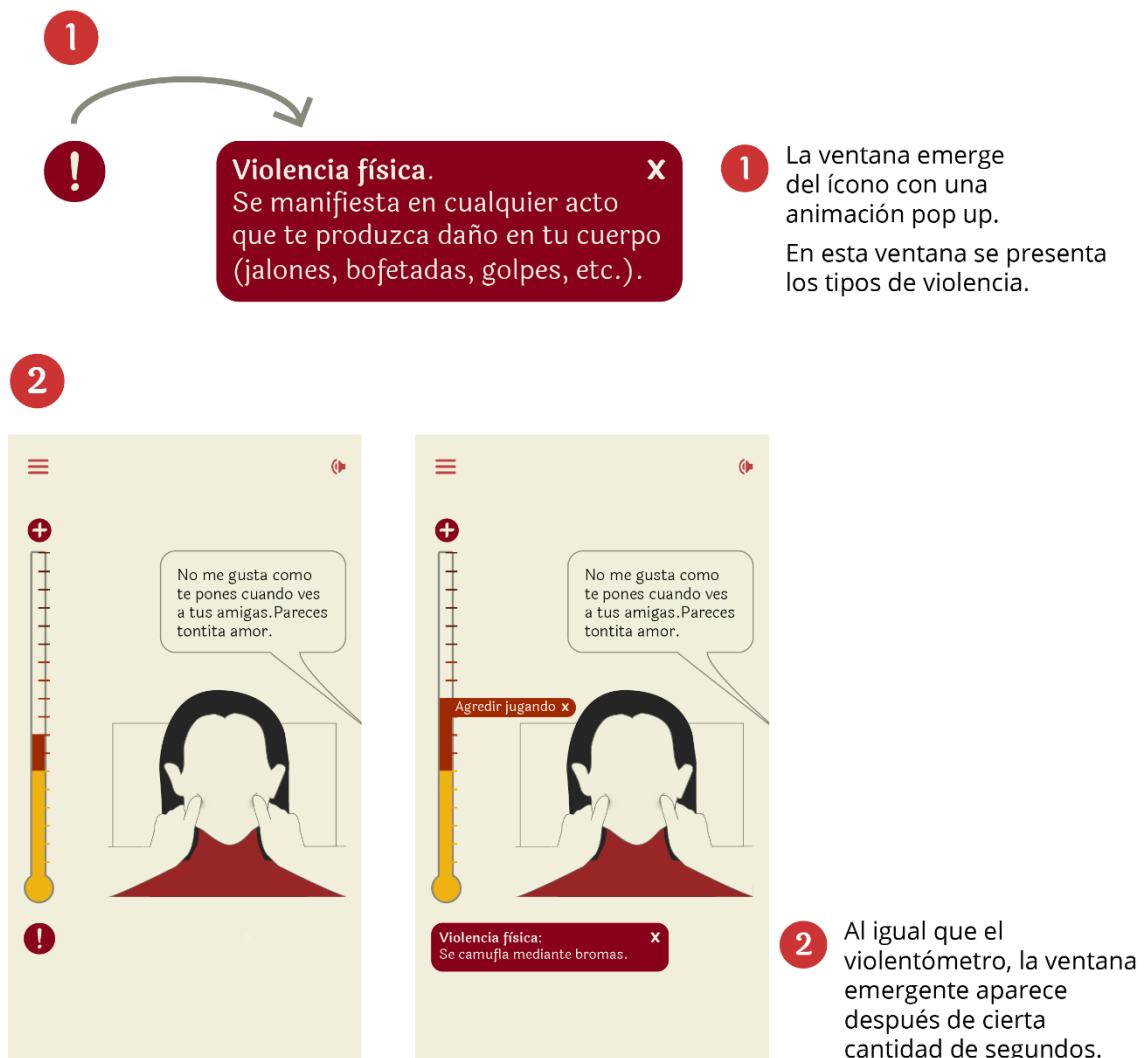 1
!
Violencia física. X
Se manifiesta en cualquier acto
que te produzca daño en tu cuerpo
(jalones, bofetadas, golpes, etc.).
1
La ventana emerge
del ícono con una
animación pop up.
En esta ventana se presenta
los tipos de violencia.
2
+
No me gusta como
te pones cuando ves
a tus amigas.Pareces
tontita amor.
!
+
No me gusta como
te pones cuando ves
a tus amigas.Pareces
tontita amor.
Agredir jugando x
Violencia física: X
Se camufla mediante bromas.
2
Al igual que el
violentómetro, la ventana
emergente aparece
después de cierta
cantidad de segundos.